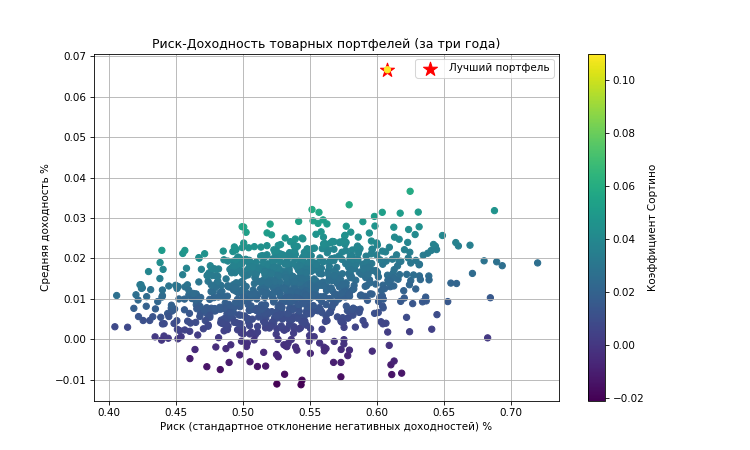 Риск-Доходность товарных портфелей (за три года)
Лучший портфель
0.07
0.06
0.05
0.04
0.03
0.02
0.01
0.00
−0.01
Средняя доходность %
0.40 0.45 0.50 0.55 0.60 0.65 0.70
Риск (стандартное отклонение негативных доходностей) %
0.10
0.08
0.06
0.04
0.02
0.00
−0.02
Коэффициент Сортино